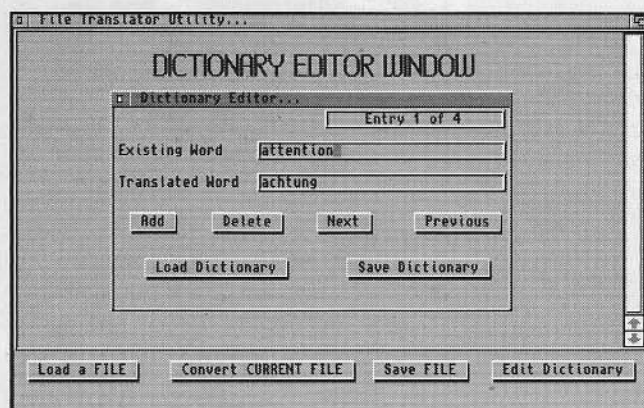 File Translator Utility...
DICTIONARY EDITOR WINDOW
Dictionary Editor...
Entry 1 of 4
Existing Word attention
Translated Word achtung
Add Delete Next Previous
Load Dictionary Save Dictionary
Load a FILE Convert CURRENT FILE Save FILE Edit Dictionary